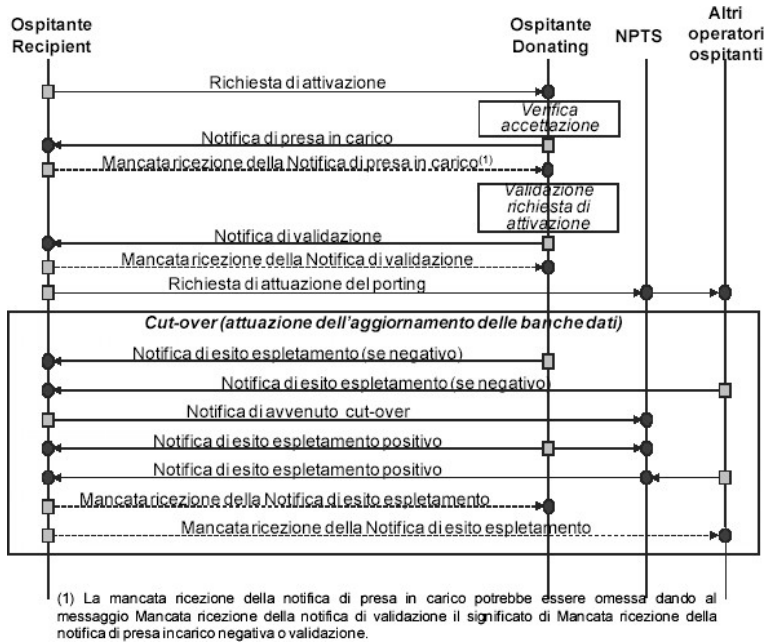 Ospitante
Recipient
Ospitante
Donating
NPTS
Altri
operatori
ospitanti
Richiesta di attivazione
Verifica
accettazione
Notifica di presa in carico
Mancata ricezione della Notifica di presa in carico(1)
Validazione
richiesta di
attivazione
Notifica di validazione
Mancata ricezione della Notifica di validazione
Richiesta di attuazione del porting
Cut-over (attuazione dell'aggiornamento delle banche dati)
Notifica di esito espletamento (se negativo)
Notifica di esito espletamento (se negativo)
Notifica di avvenuto cut-over
Notifica di esito espletamento positivo
Notifica di esito espletamento positivo
Mancata ricezione della Notifica di esito espletamento
Mancata ricezione della Notifica di esito espletamento
(1) La mancata ricezione della notifica di presa in carico potrebbe essere omessa dando al
messaggio Mancata ricezione della notifica di validazione il significato di Mancata ricezione della
notifica di presa incarico negativa o validazione.